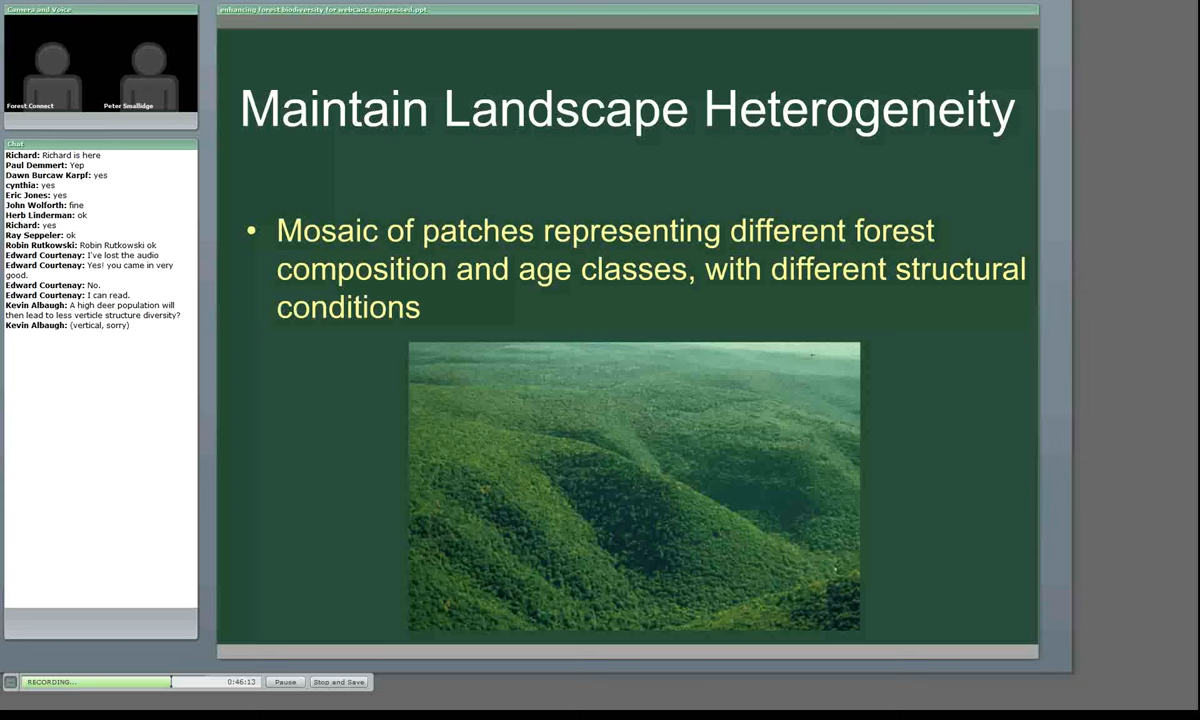 Camera and Voice
enhancing forest biodiversity for webcast compressed.ppt
Forest Connect
Peter Smallidge
Chat
Richard: Richard is here
Paul Demmert: Yep
Dawn Burcaw Karpf: yes
cynthia: yes
Eric Jones: yes
John Wolforth: fine
Herb Linderman: ok
Richard: yes
Ray Seppeler: ok
Robin Rutkowski: Robin Rutkowski ok
Edward Courtenay: I've lost the audio
Edward Courtenay: Yes! you came in very
good.
Edward Courtenay: No.
Edward Courtenay: I can read.
Kevin Albaugh: A high deer population will
then lead to less verticle structure diversity?
Kevin Albaugh: (vertical, sorry)
Maintain Landscape Heterogeneity
• Mosaic of patches representing different forest
composition and age classes, with different structural
conditions
RECORDING...
0:46:13
Pause
Stop and Save